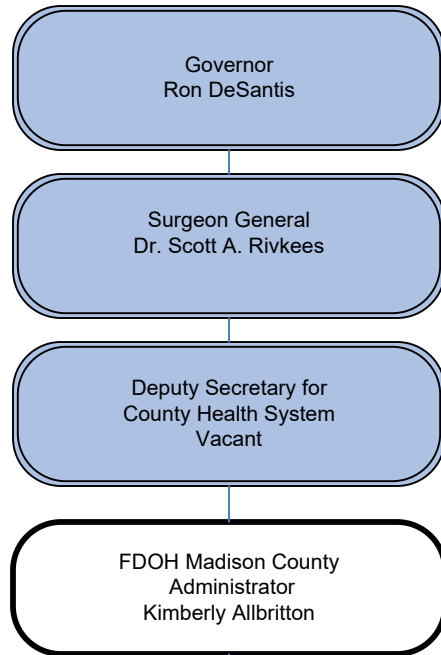 Governor
Ron DeSantis
Surgeon General
Dr. Scott A. Rivkees
Deputy Secretary for
County Health System
Vacant
FDOH Madison County
Administrator
Kimberly Allbritton